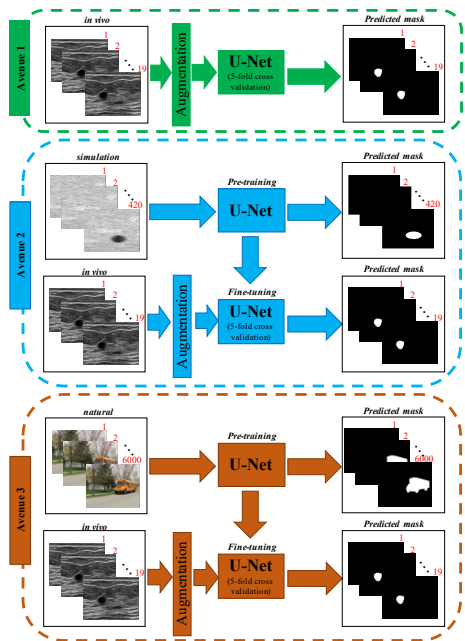 Avenue 1
in vivo
1
2
19
Augmentation
U-Net
(5-fold cross
validation)
Predicted mask
1
2
19
Avenue 2
simulation
1
2
420
Pre-training
U-Net
Predicted mask
1
2
420
in vivo
1
2
19
Augmentation
Fine-tuning
U-Net
(5-fold cross
validation)
Predicted mask
1
2
19
Avenue 3
natural
1
2
6000
Pre-training
U-Net
Predicted mask
1
2
6000
in vivo
1
2
19
Augmentation
Fine-tuning
U-Net
(5-fold cross
validation)
Predicted mask
1
2
19